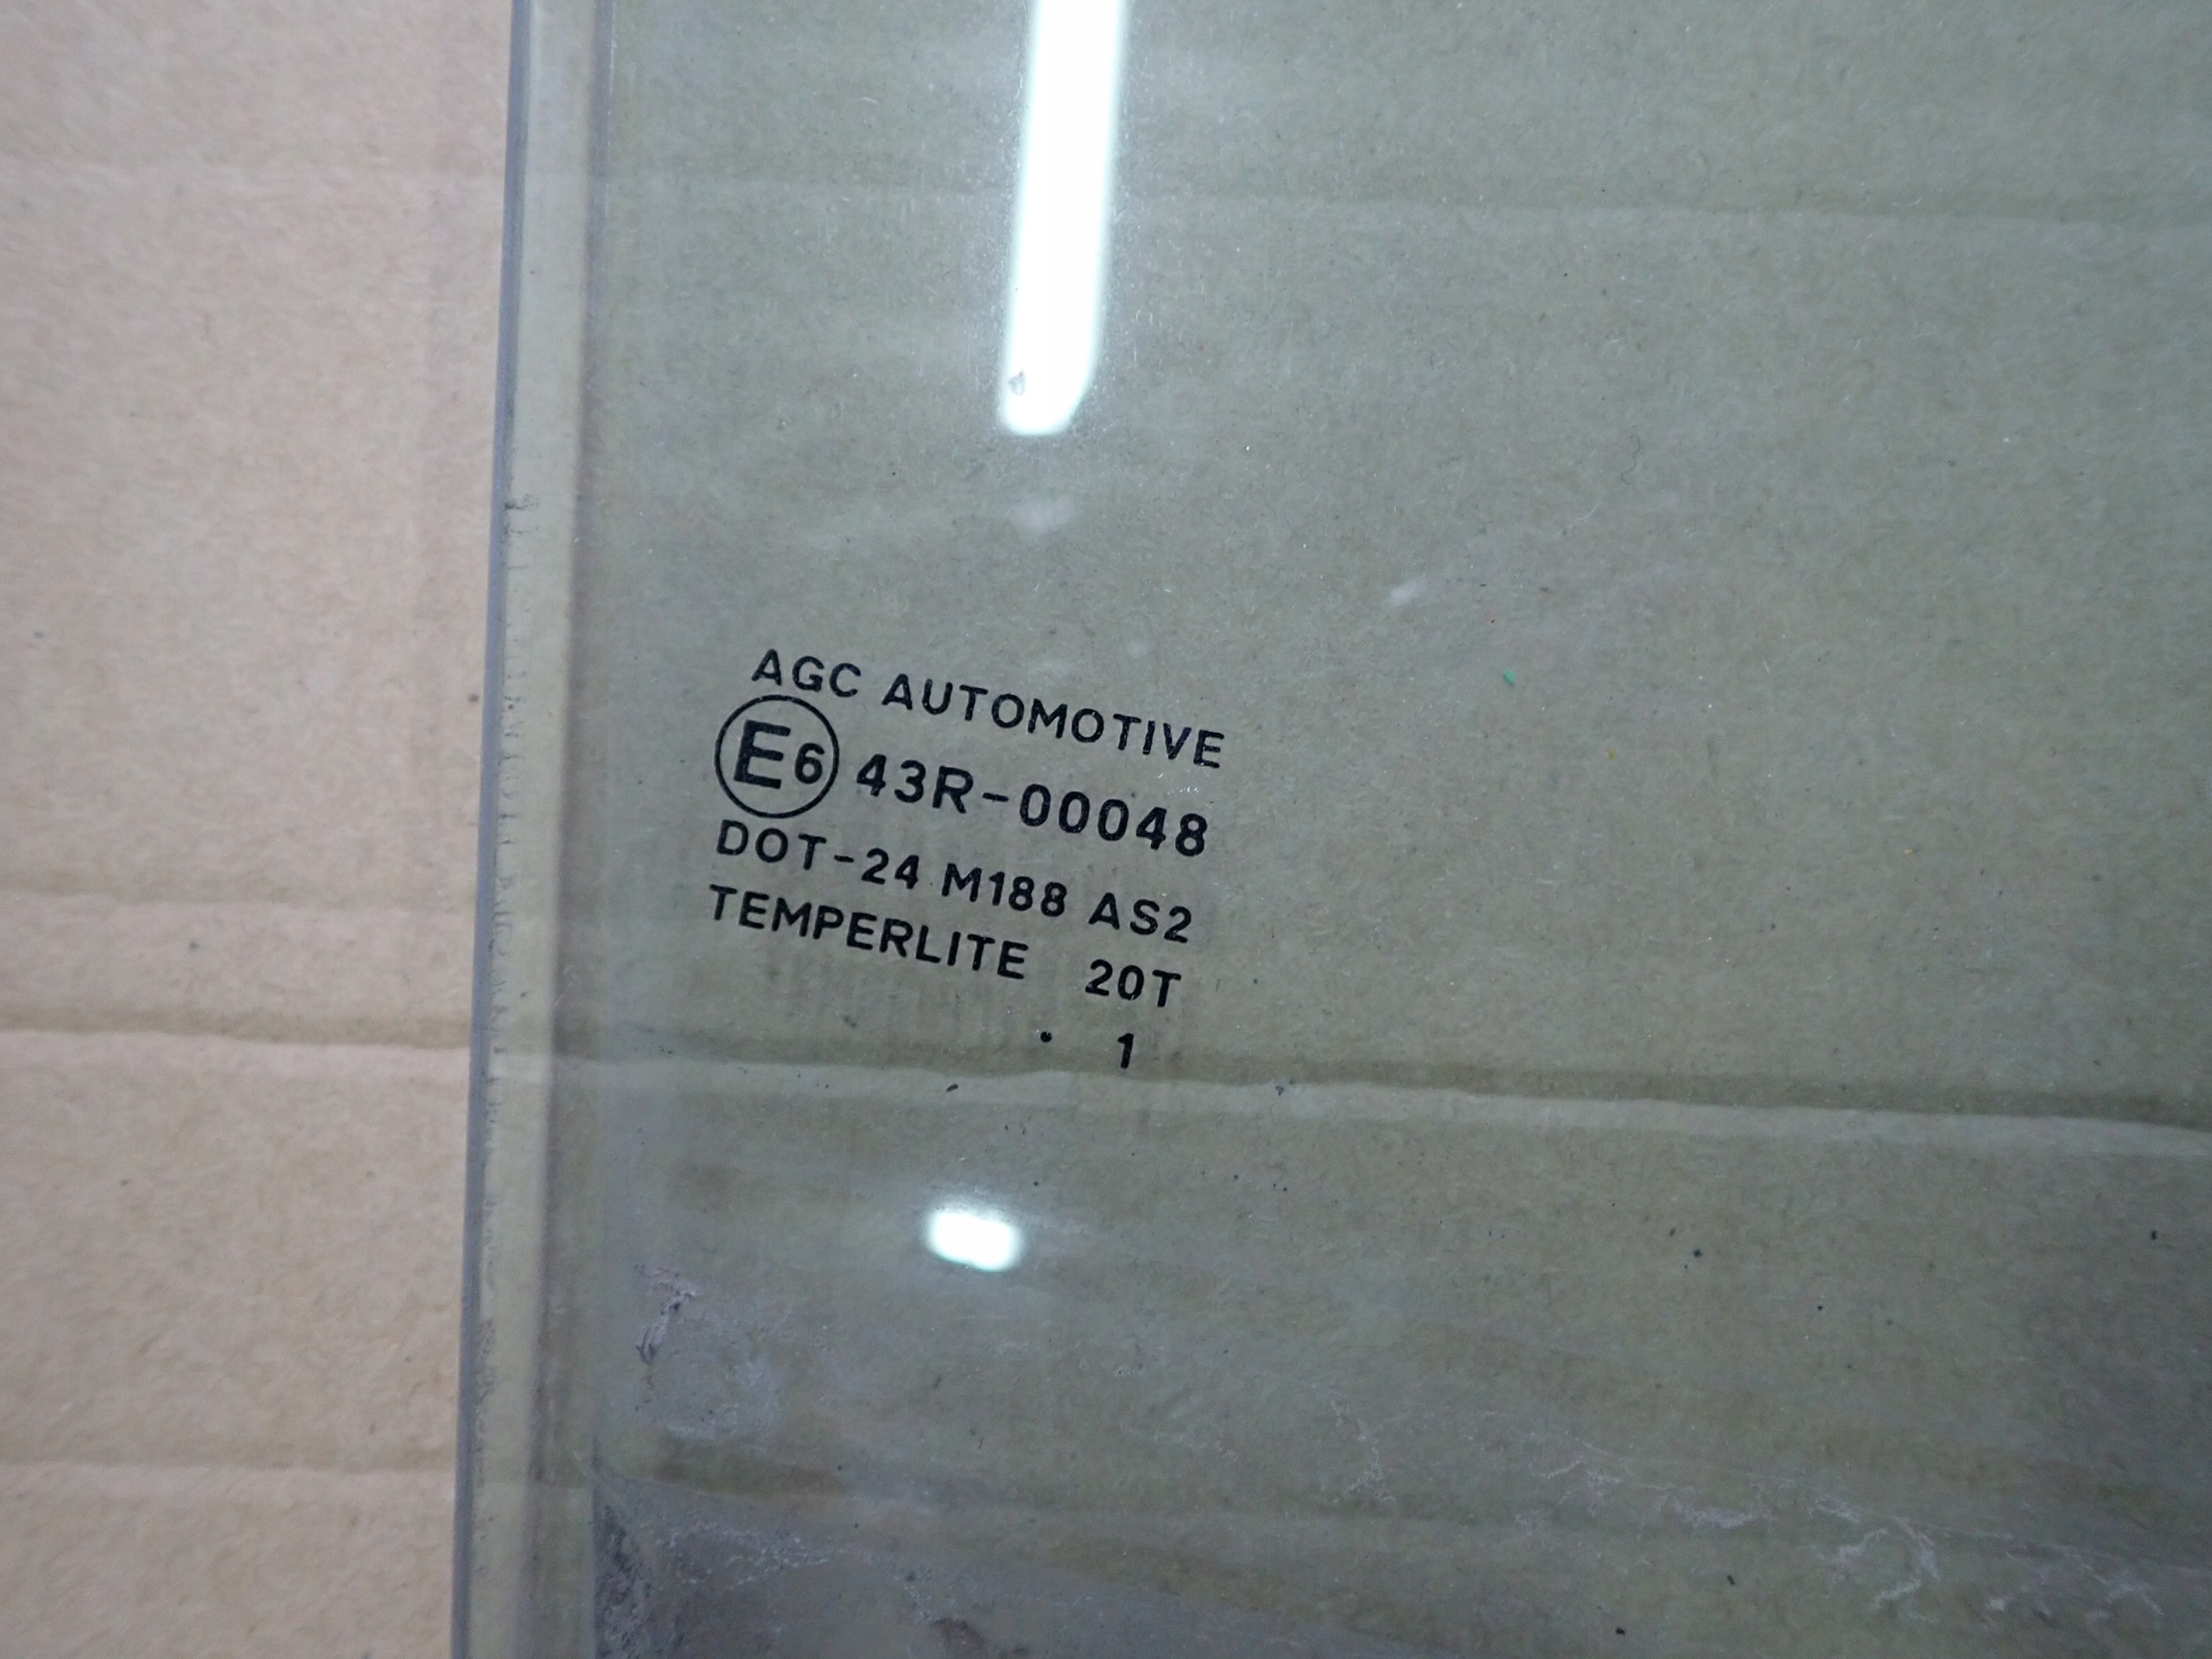 AGC AUTOMOTIVE
E6 43R-00048
DOT-24 M188 AS2
TEMPERLITE 20T
. 1